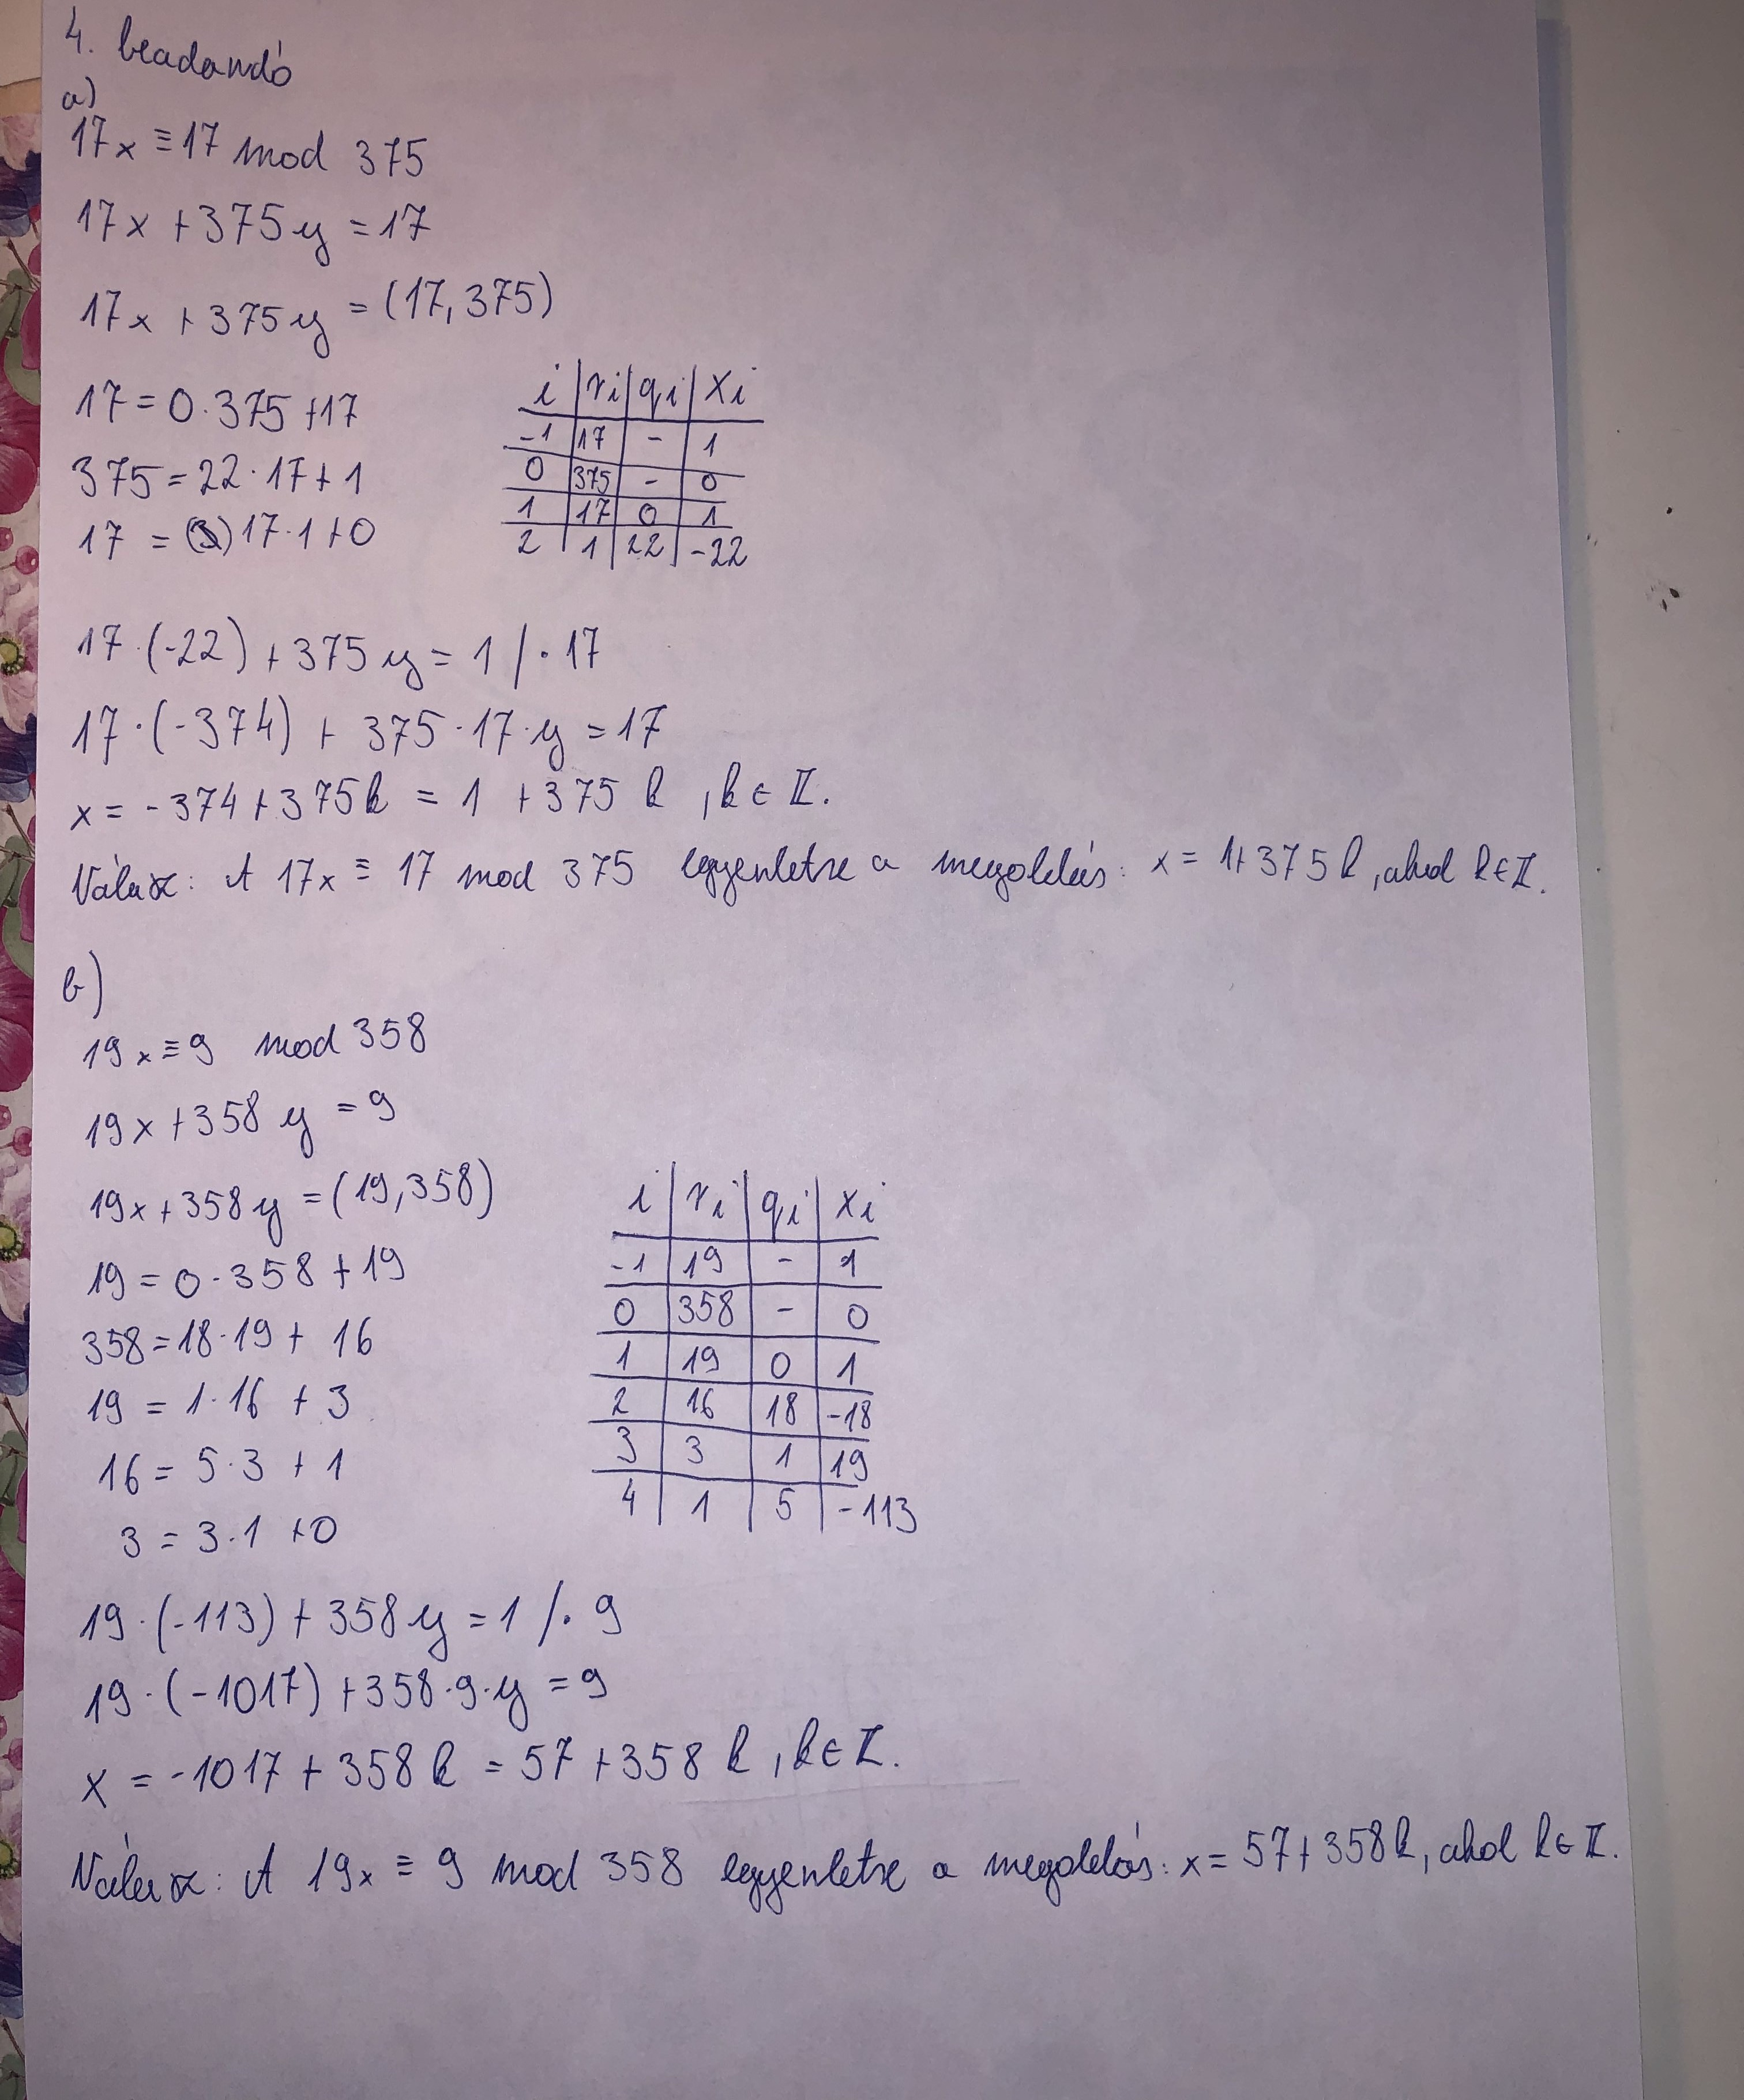 4. beadandó
a)
17x ≡ 17 mod 375
17x + 375y = 17
17x + 375y = (17,375)
17 = 0·375 + 17
375 = 22·17 + 1
17 = 17·1 + 0
i | ri | qi | xi
-1 | 17 | - | 1
0 | 375 | - | 0
1 | 17 | 0 | 1
2 | 1 | 22 | -22
17·(-22) + 375y = 1 /·17
17·(-374) + 375·17·y = 17
x = -374 + 375k = 1 + 375k, k∈ℤ.
Válasz: A 17x ≡ 17 mod 375 egyenletre a megoldás: x = 1+375k, ahol k∈ℤ.
b)
19x ≡ 9 mod 358
19x + 358y = 9
19x + 358y = (19,358)
19 = 0·358 + 19
358 = 18·19 + 16
19 = 1·16 + 3
16 = 5·3 + 1
3 = 3·1 + 0
i | ri | qi | xi
-1 | 19 | - | 1
0 | 358 | - | 0
1 | 19 | 0 | 1
2 | 16 | 18 | -18
3 | 3 | 1 | 19
4 | 1 | 5 | -113
19·(-113) + 358y = 1 /·9
19·(-1017) + 358·9·y = 9
x = -1017 + 358k = 57 + 358k, k∈ℤ.
Válasz: A 19x ≡ 9 mod 358 egyenletre a megoldás: x = 57+358k, ahol k∈ℤ.